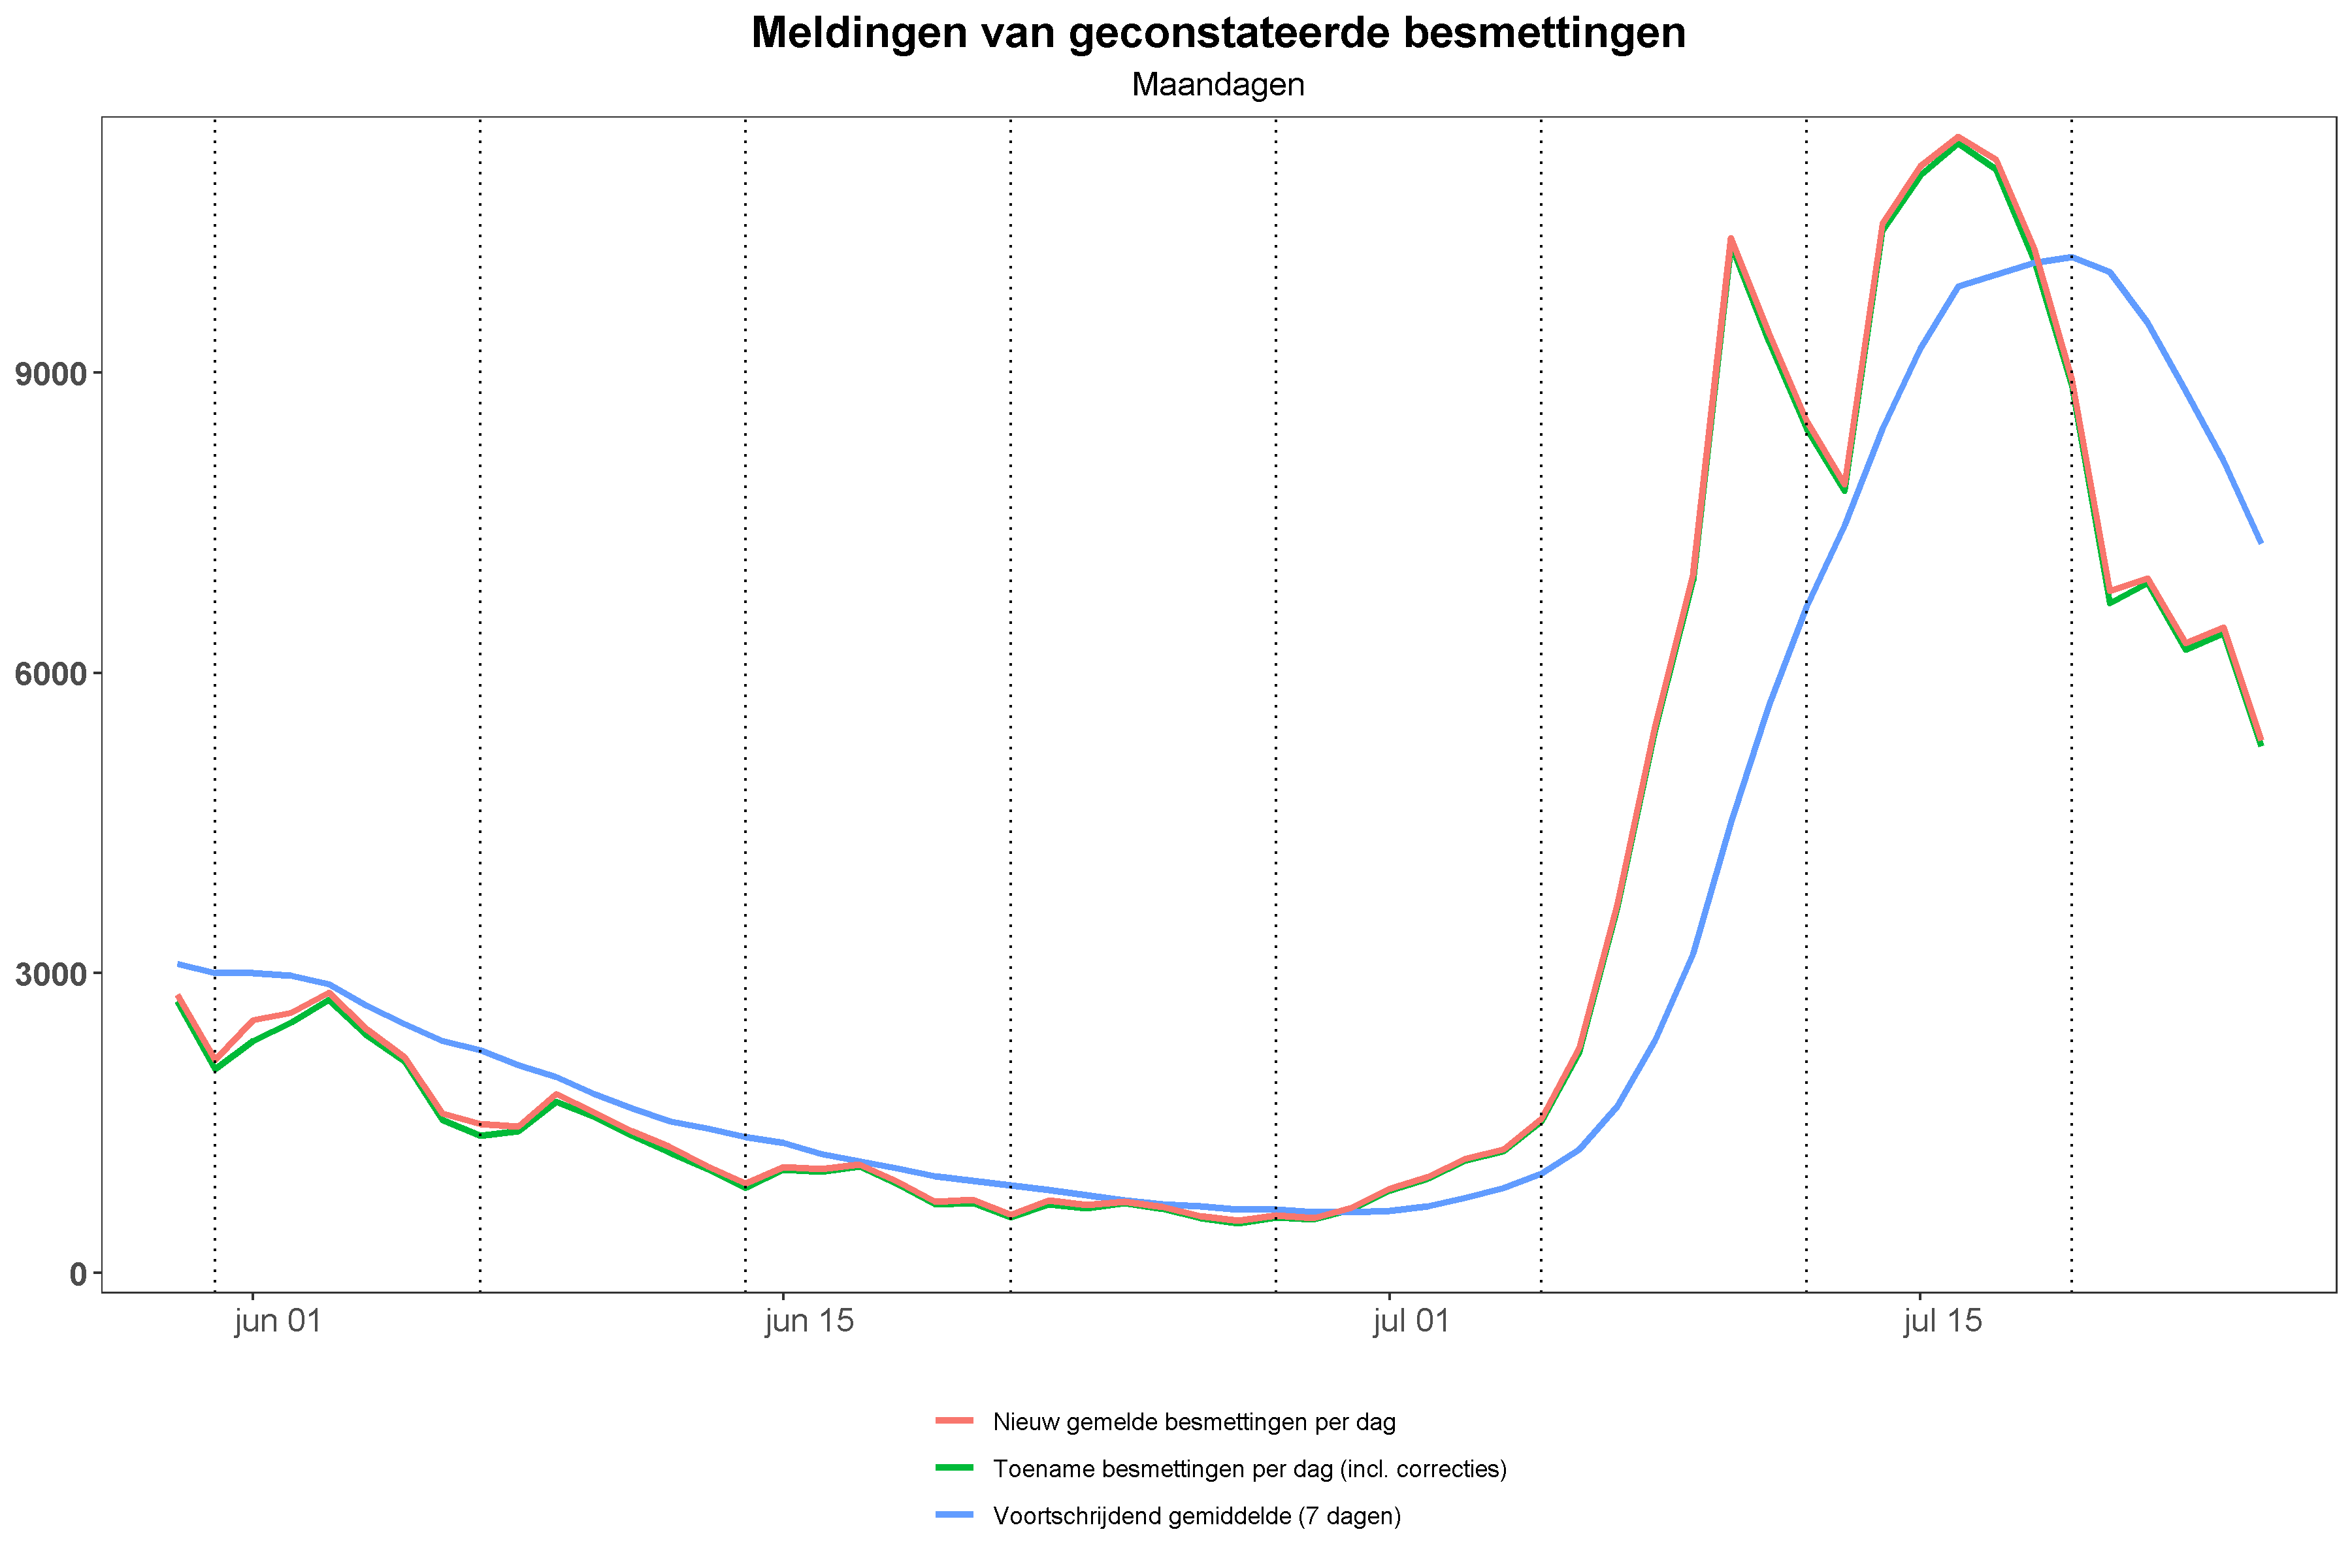 Meldingen van geconstateerde besmettingen
Maandagen
9000
6000
3000
0
jun 01
jun 15
jul 01
jul 15
Nieuw gemelde besmettingen per dag
Toename besmettingen per dag (incl. correcties)
Voortschrijdend gemiddelde (7 dagen)